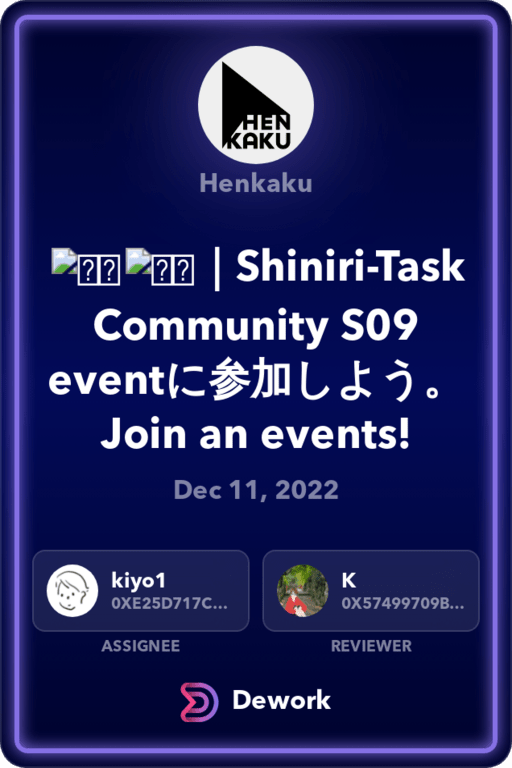 HEN
KAKU
Henkaku
| Shiniri-Task
Community S09
eventに参加しよう。
Join an events!
Dec 11, 2022
kiyo1
0XE25D717C...
K
0X57499709B...
ASSIGNEE
REVIEWER
Dework